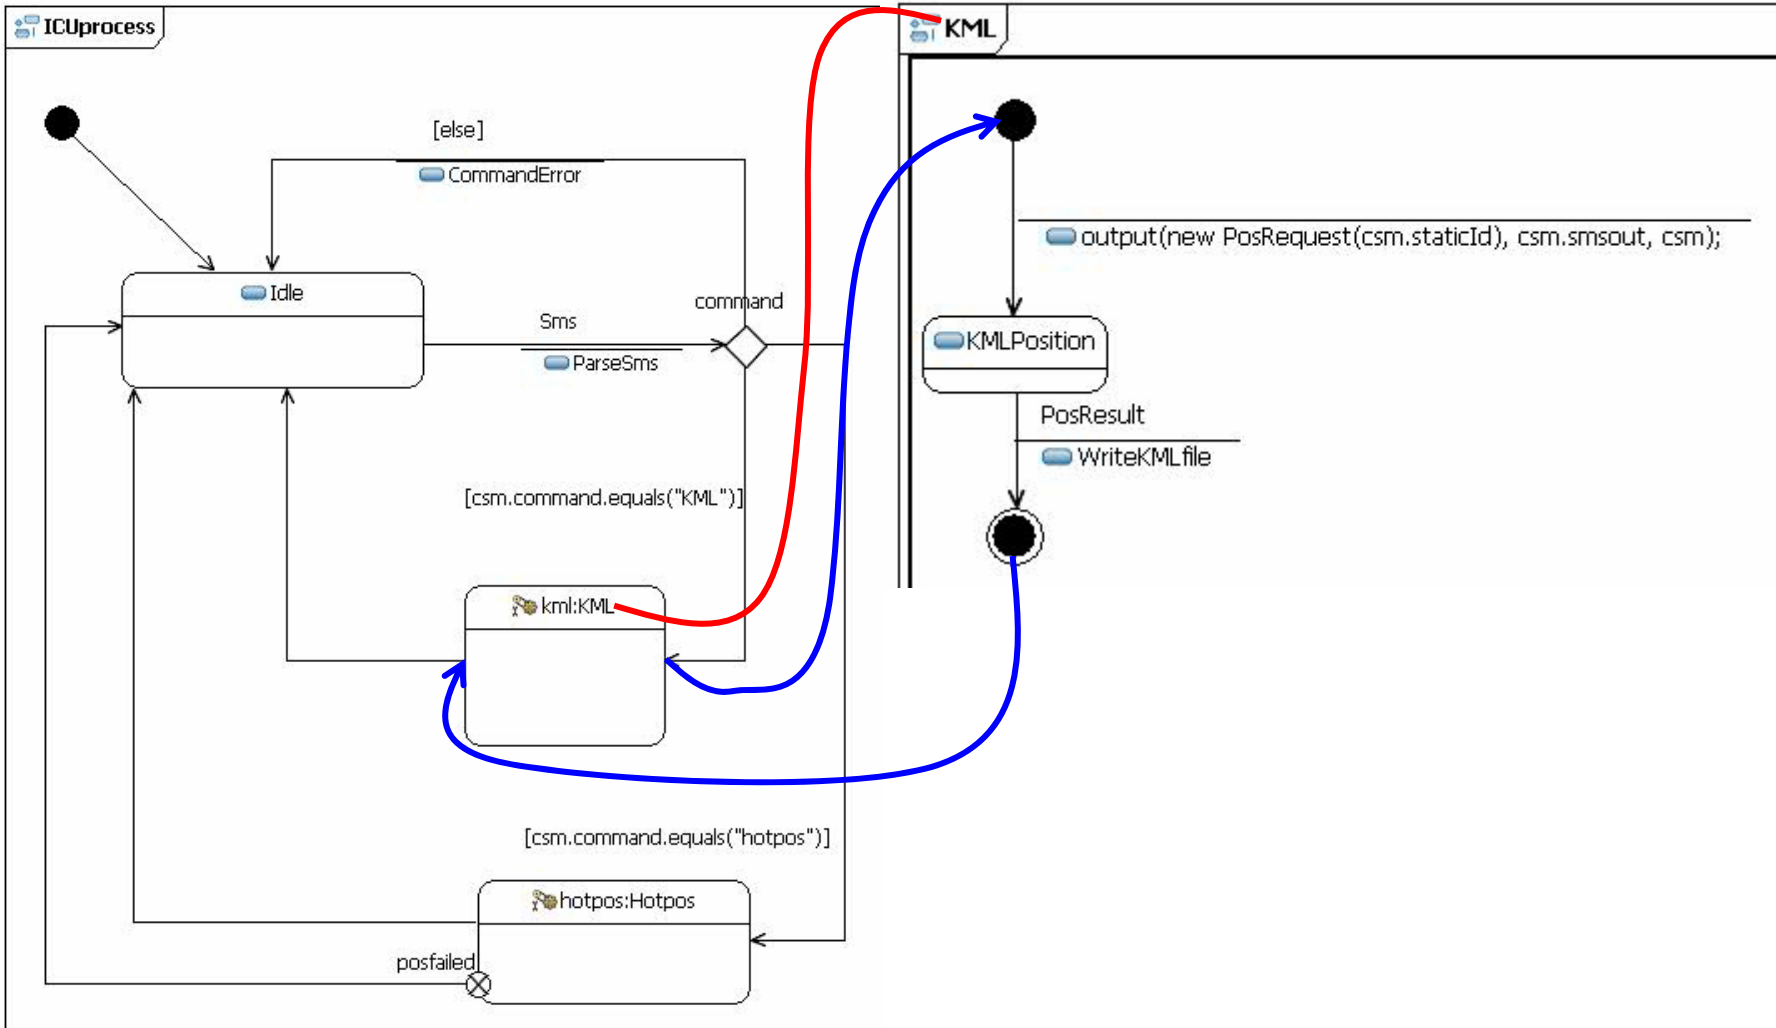 ICUprocess
[else]
CommandError
Idle
Sms
command
ParseSms
[csm.command.equals("KML")]
kml:KML
[csm.command.equals("hotpos")]
hotpos:Hotpos
posfailed
KML
output(new PosRequest(csm.staticId), csm.smsout, csm);
KMLPosition
PosResult
WriteKMLfile